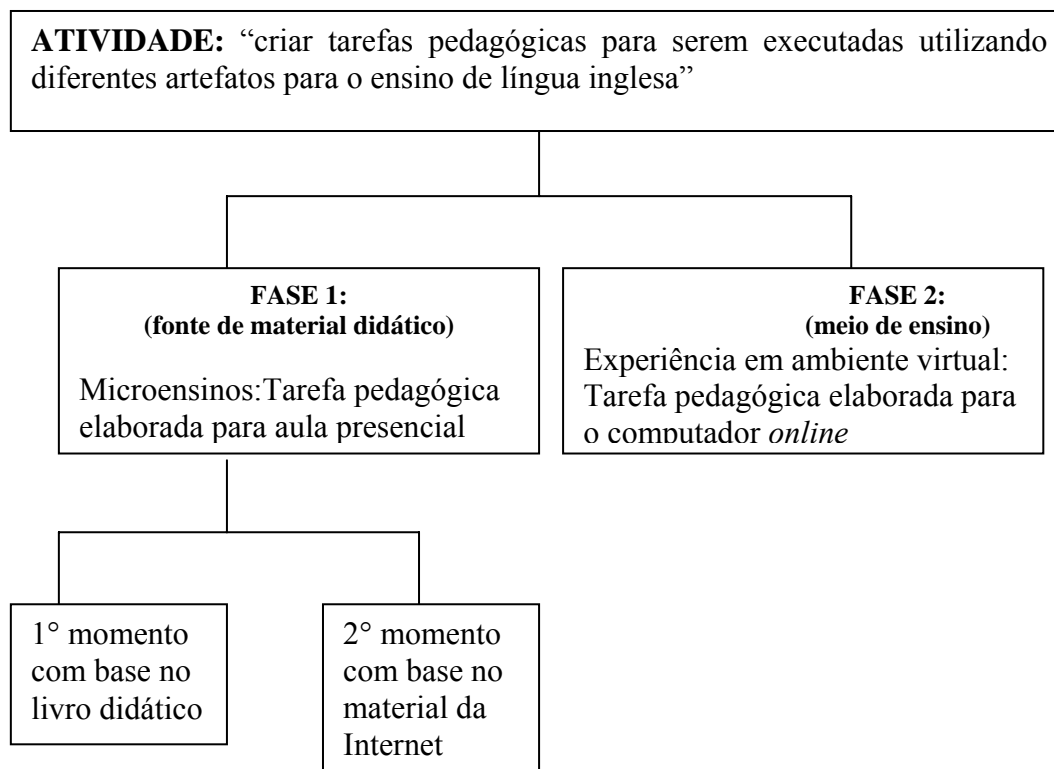 ATIVIDADE: “criar tarefas pedagógicas para serem executadas utilizando
diferentes artefatos para o ensino de língua inglesa”
FASE 1:
(fonte de material didático)
Microensinos:Tarefa pedagógica
elaborada para aula presencial
FASE 2:
(meio de ensino)
Experiência em ambiente virtual:
Tarefa pedagógica elaborada para
o computador online
1° momento
com base no
livro didático
2° momento
com base no
material da
Internet